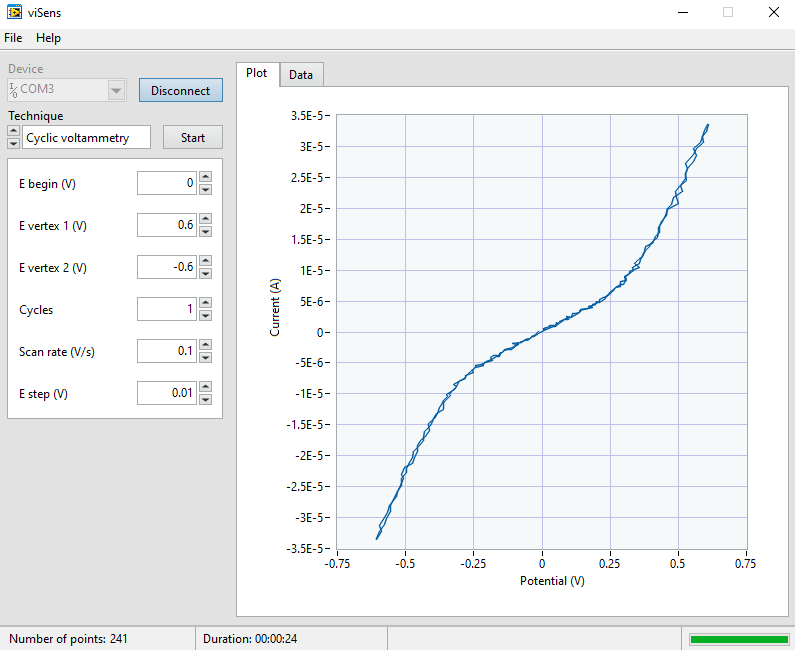 viSens
File Help
Device
I/O COM3
Disconnect
Technique
Cyclic voltammetry
Start
E begin (V) 0
E vertex 1 (V) 0.6
E vertex 2 (V) -0.6
Cycles 1
Scan rate (V/s) 0.1
E step (V) 0.01
Plot Data
3.5E-5
3E-5
2.5E-5
2E-5
1.5E-5
1E-5
5E-6
0
-5E-6
-1E-5
-1.5E-5
-2E-5
-2.5E-5
-3E-5
-3.5E-5
Current (A)
-0.75 -0.5 -0.25 0 0.25 0.5 0.75
Potential (V)
Number of points: 241
Duration: 00:00:24